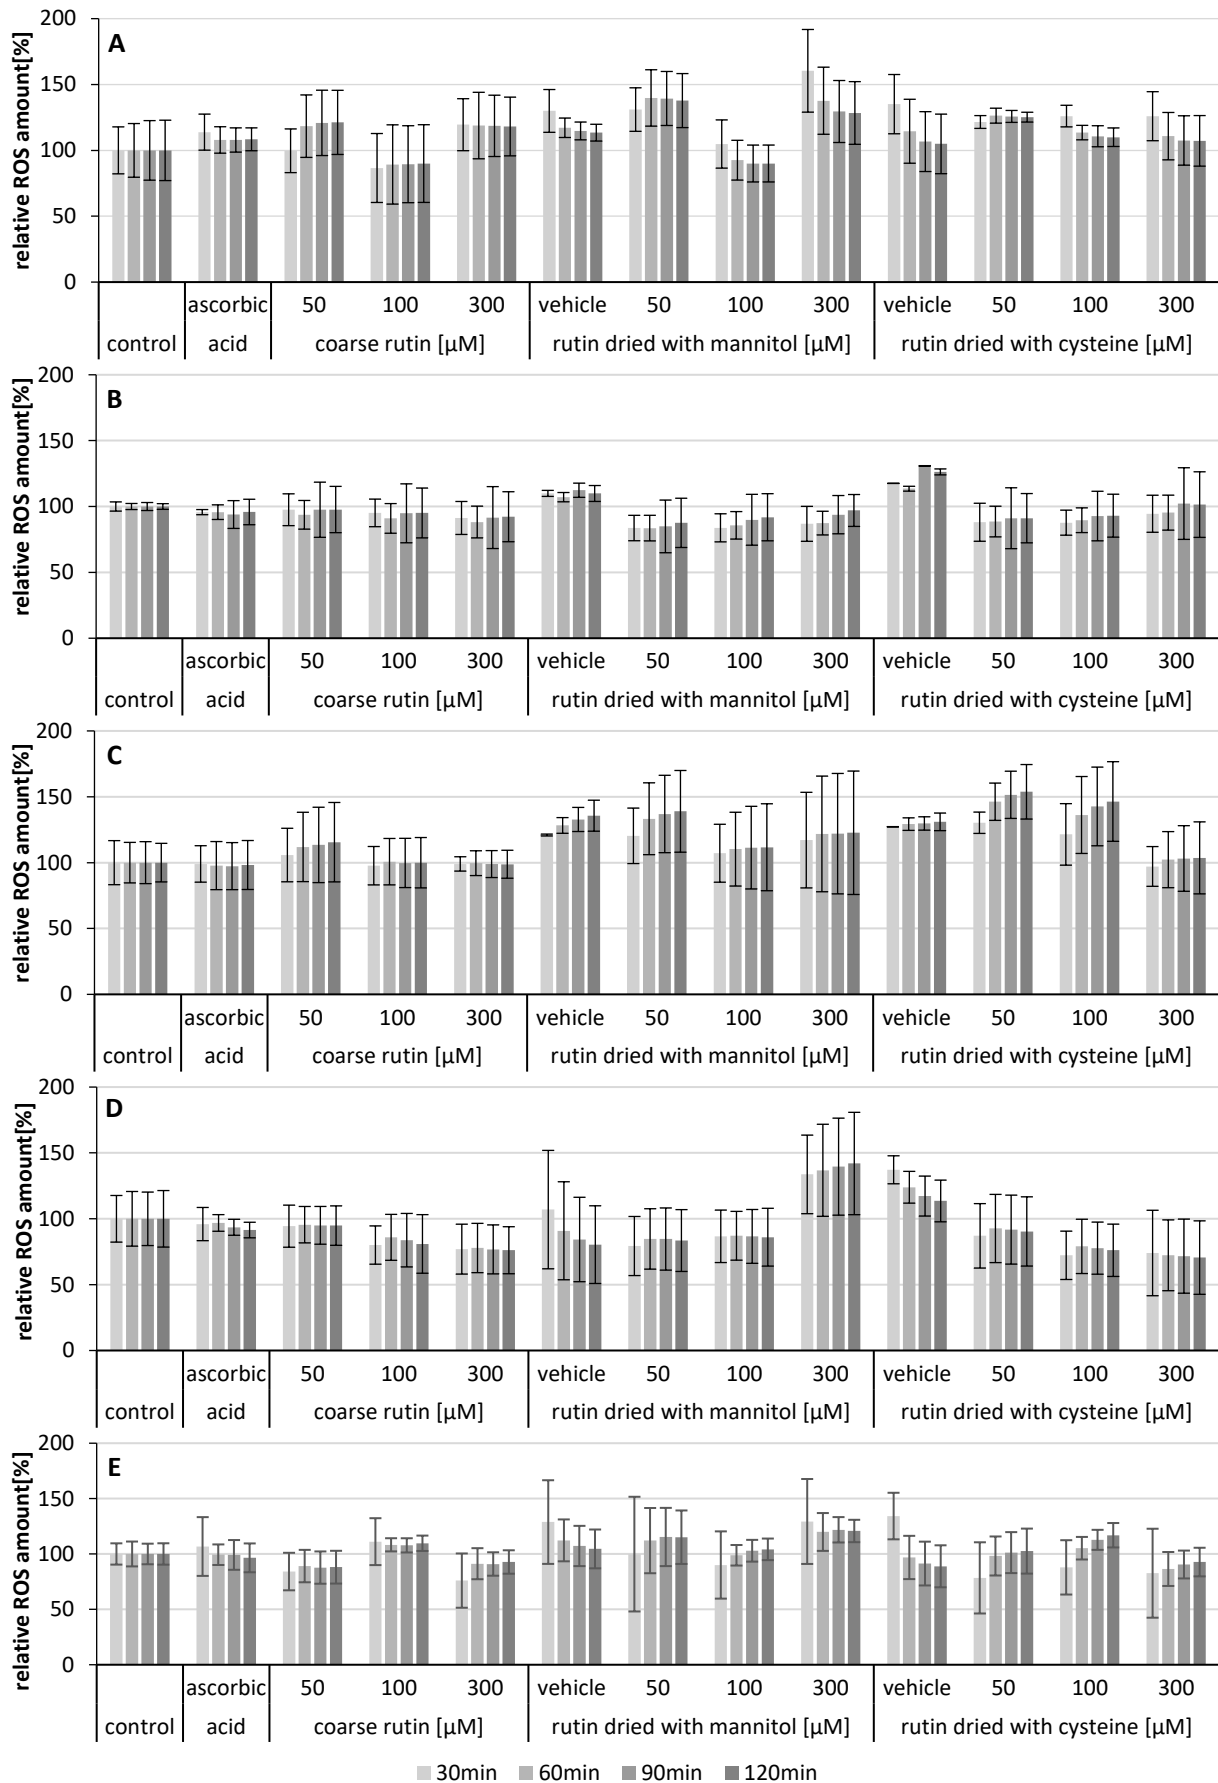 A
relative ROS amount[%]
200
150
100
50
0
ascorbic 50 100 300 vehicle 50 100 300 vehicle 50 100 300
control acid coarse rutin [µM] rutin dried with mannitol [µM] rutin dried with cysteine [µM]
B
relative ROS amount[%]
200
150
100
50
0
ascorbic 50 100 300 vehicle 50 100 300 vehicle 50 100 300
control acid coarse rutin [µM] rutin dried with mannitol [µM] rutin dried with cysteine [µM]
C
relative ROS amount[%]
200
150
100
50
0
ascorbic 50 100 300 vehicle 50 100 300 vehicle 50 100 300
control acid coarse rutin [µM] rutin dried with mannitol [µM] rutin dried with cysteine [µM]
D
relative ROS amount[%]
200
150
100
50
0
ascorbic 50 100 300 vehicle 50 100 300 vehicle 50 100 300
control acid coarse rutin [µM] rutin dried with mannitol [µM] rutin dried with cysteine [µM]
E
relative ROS amount[%]
200
150
100
50
0
ascorbic 50 100 300 vehicle 50 100 300 vehicle 50 100 300
control acid coarse rutin [µM] rutin dried with mannitol [µM] rutin dried with cysteine [µM]
30min 60min 90min 120min